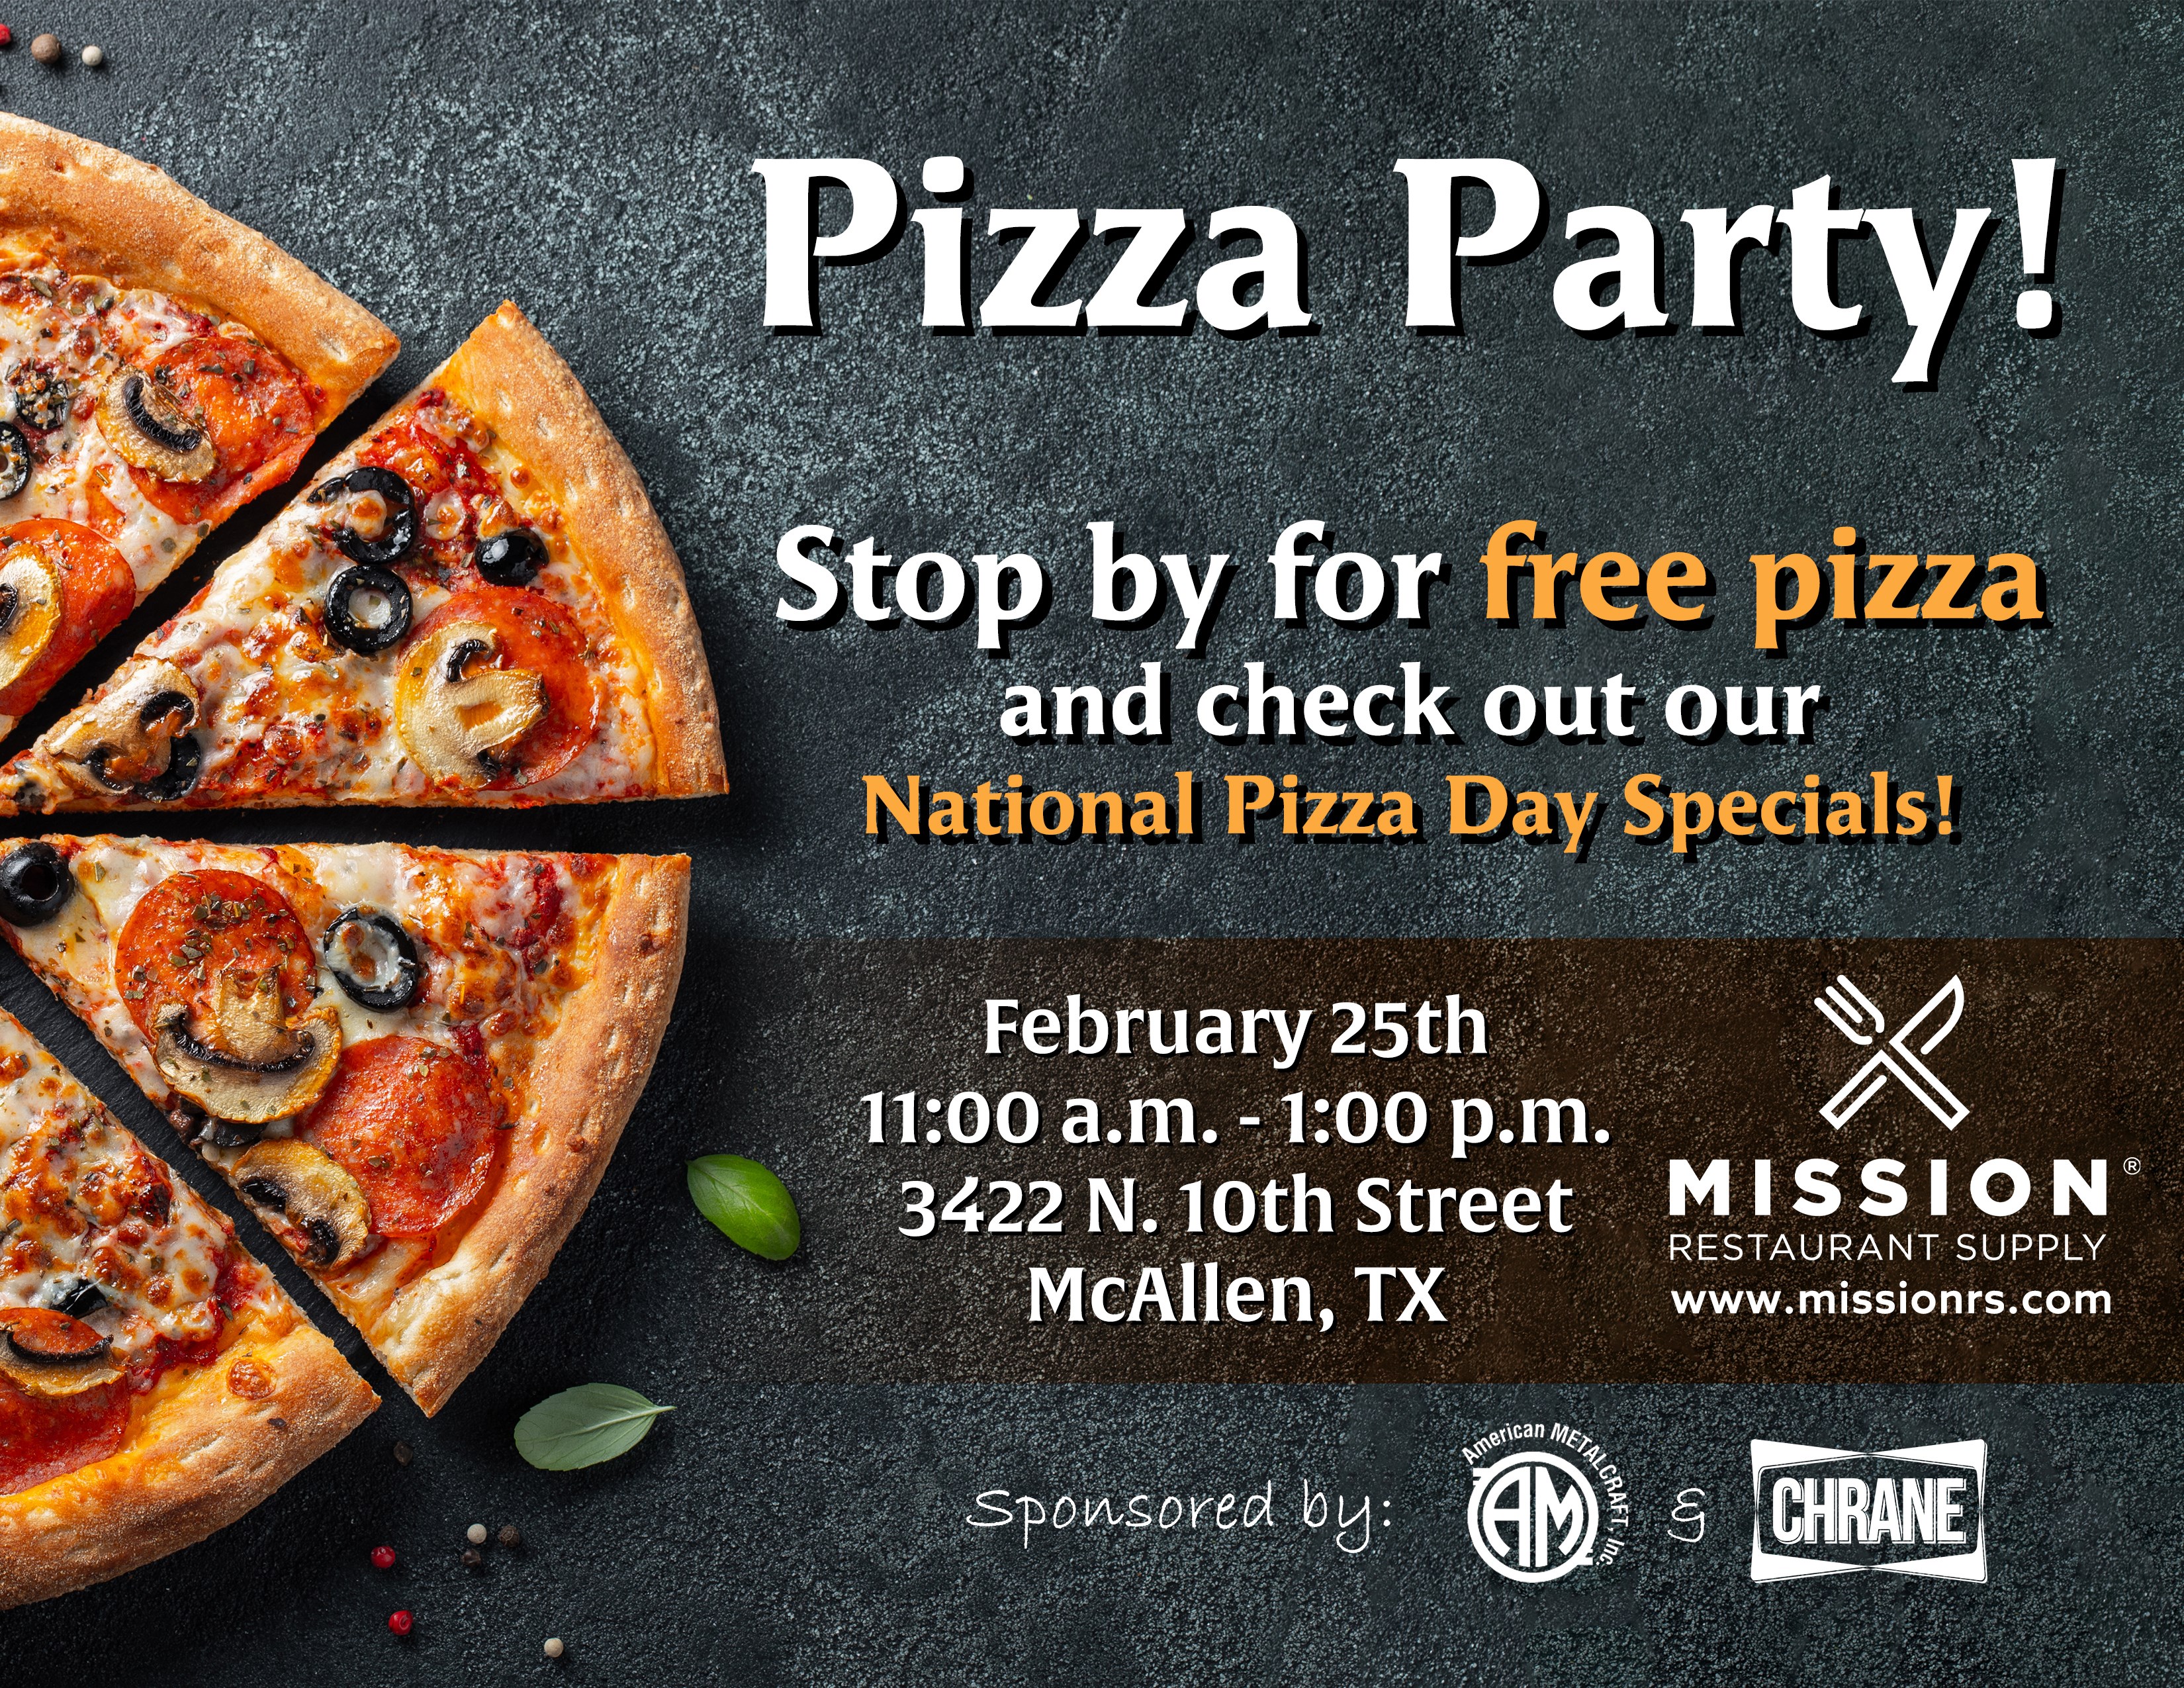 Pizza Party!
Stop by for free pizza
and check out our
National Pizza Day Specials!
February 25th
11:00 a.m. - 1:00 p.m.
3422 N. 10th Street
McAllen, TX
MISSION®
RESTAURANT SUPPLY
www.missionrs.com
Sponsored by:
American METALCRAFT, Inc.
AM
&
CHRANE